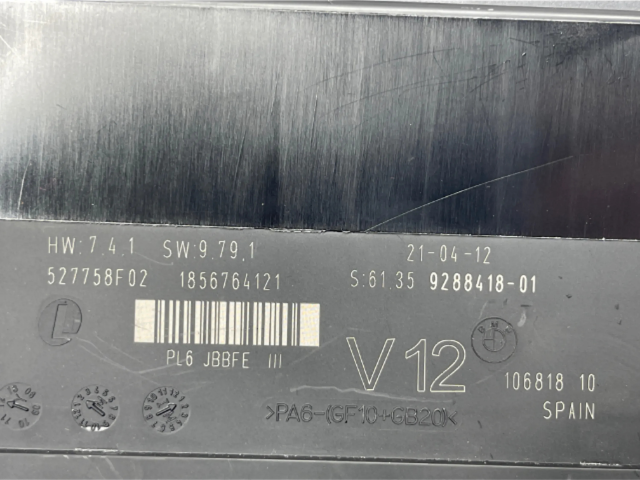 HW:7.4.1 SW:9.79.1 21-04-12
527758F02 1856764121 S:61.35 9288418-01
PL6 JBBFE III
V12
BMW
106818 10
SPAIN
>PA6-(GF10+GB20)<